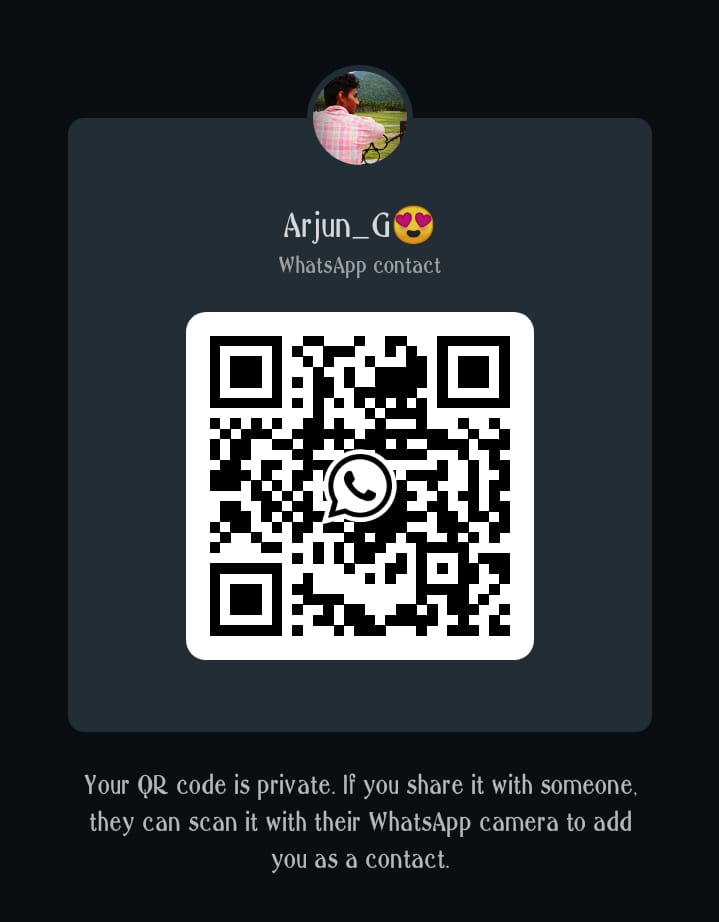 Arjun_G😍
WhatsApp contact
Your QR code is private. If you share it with someone,
they can scan it with their WhatsApp camera to add
you as a contact.